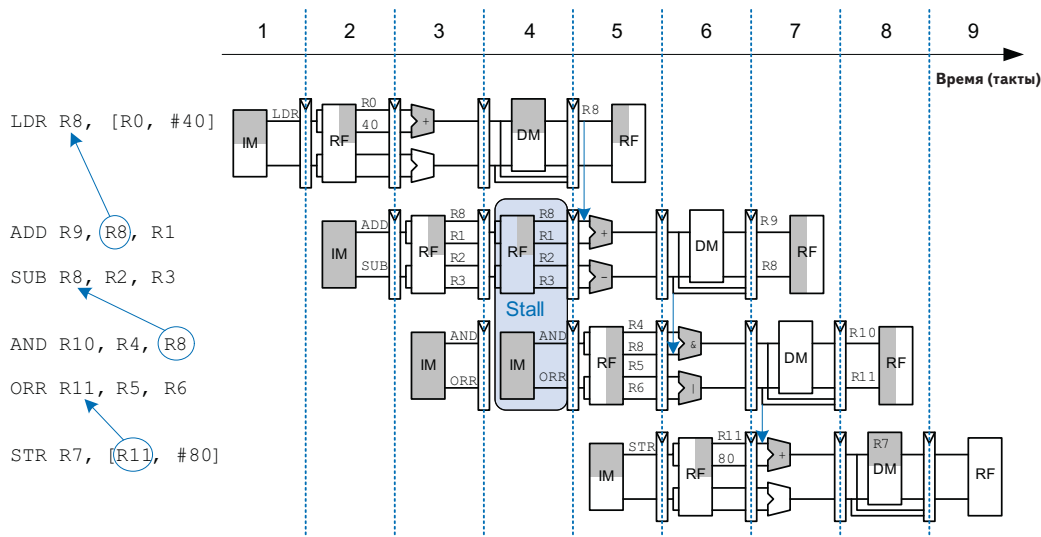 1 2 3 4 5 6 7 8 9
Время (такты)
LDR R8, [R0, #40]
IM LDR RF R0 40 + DM R8 RF
ADD R9, R8, R1
SUB R8, R2, R3
IM ADD SUB RF R8 R1 R2 R3 RF R8 R1 R2 R3 + - DM R9 R8 RF
Stall
AND R10, R4, R8
ORR R11, R5, R6
IM AND ORR IM AND ORR RF R4 R8 R5 R6 & | DM R10 R11 RF
STR R7, [R11, #80]
IM STR RF R11 80 + R7 DM RF